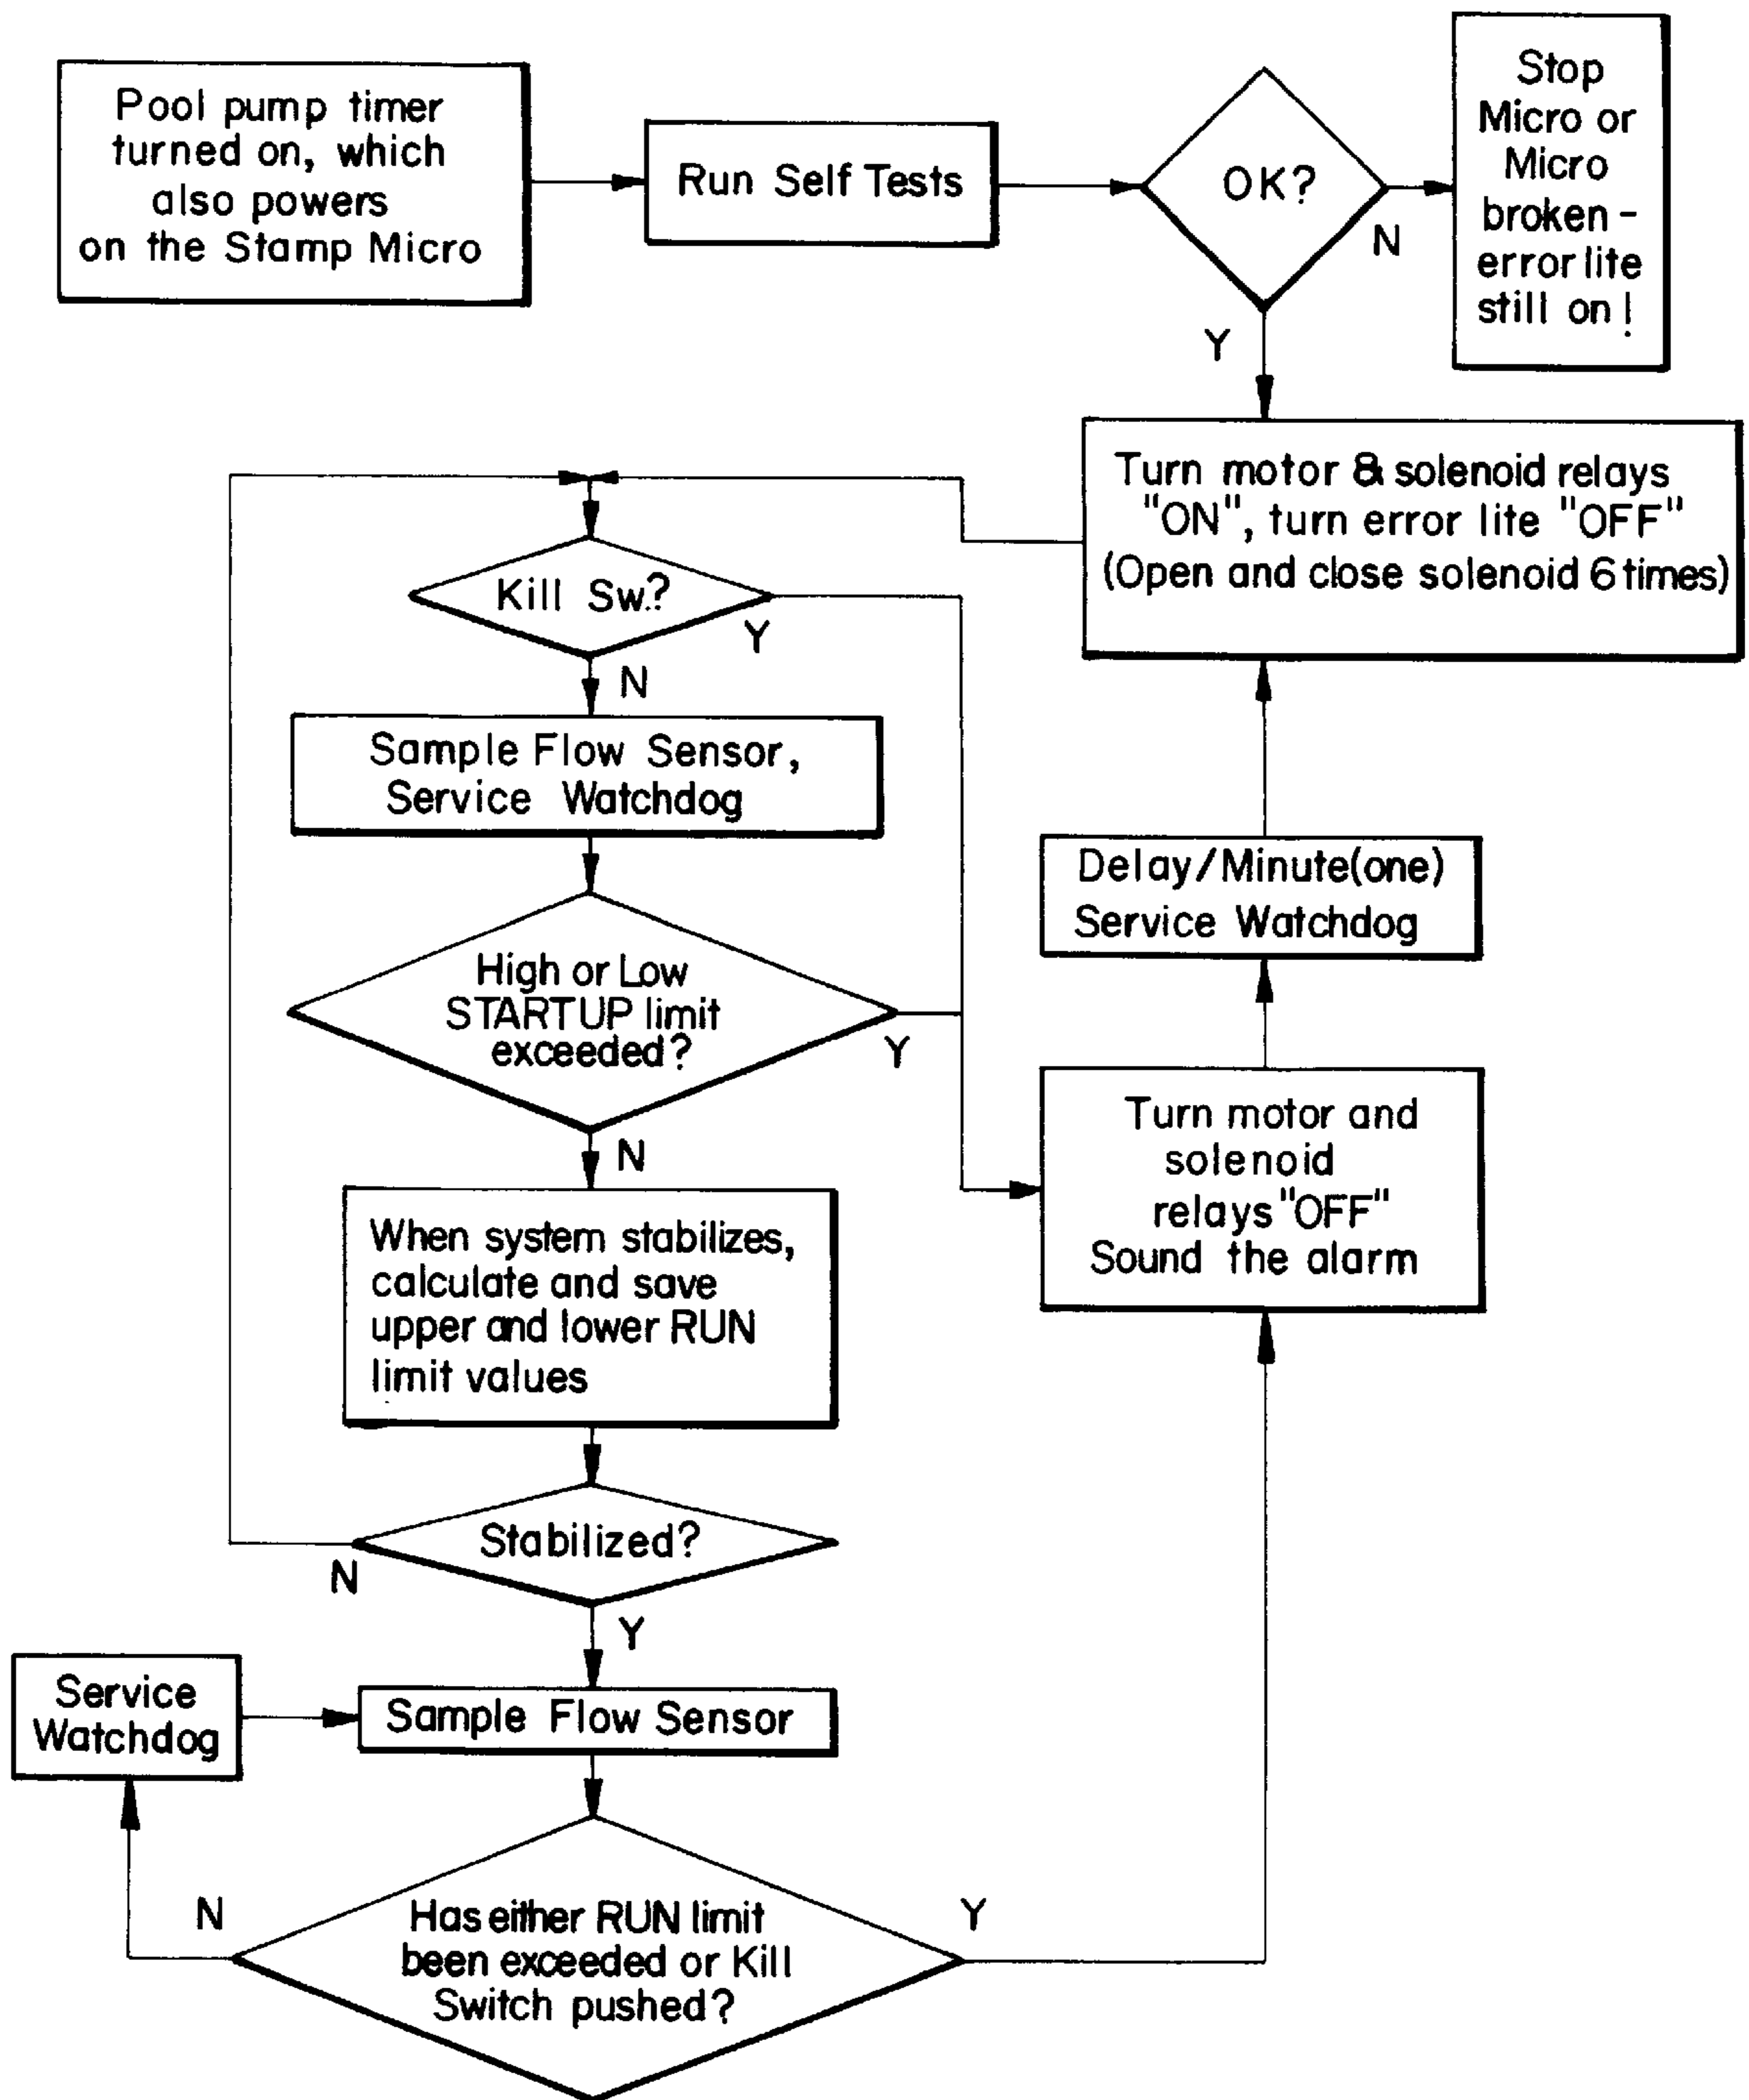 Pool pump timer
turned on, which
also powers
on the Stamp Micro
Run Self Tests
OK?
N
Y
Stop
Micro or
Micro
broken -
error lite
still on !
Turn motor & solenoid relays
"ON", turn error lite "OFF"
(Open and close solenoid 6 times)
Kill Sw.?
Y
N
Sample Flow Sensor,
Service Watchdog
High or Low
STARTUP limit
exceeded?
Y
N
Delay/Minute(one)
Service Watchdog
Turn motor and
solenoid
relays "OFF"
Sound the alarm
When system stabilizes,
calculate and save
upper and lower RUN
limit values
Stabilized?
N
Y
Service
Watchdog
Sample Flow Sensor
Has either RUN limit
been exceeded or Kill
Switch pushed?
N
Y